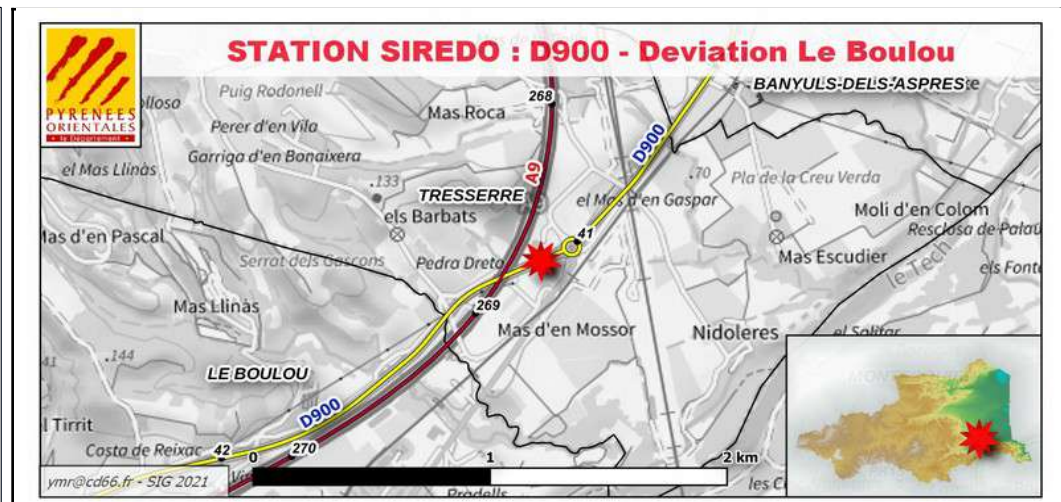 STATION SIREDO : D900 - Deviation Le Boulou
PYRENEES
ORIENTALES
le Département
Puig Rodonell
Mas Roca
268
BANYULS-DELS-ASPRES
Perer d'en Vila
D900
Garriga d'en Bonaixera
el Mas Llinàs
.133
A9
.70
Pla de la Creu Verda
TRESSERRE
el Mas d'en Gaspar
els Barbats
Moli d'en Colom
Mas d'en Pascal
41
Resclosa de Palau
Serrat dels Gascons
Pedra Dreta
Mas Escudier
le Tech
els Fonts
Mas Llinàs
269
Mas d'en Mossor
Nidoleres
el Solitar
.144
LE BOULOU
D900
Tirrit
Costa de Reixac
42
270
0
1
2 km
ymr@cd66.fr - SIG 2021
Pradells